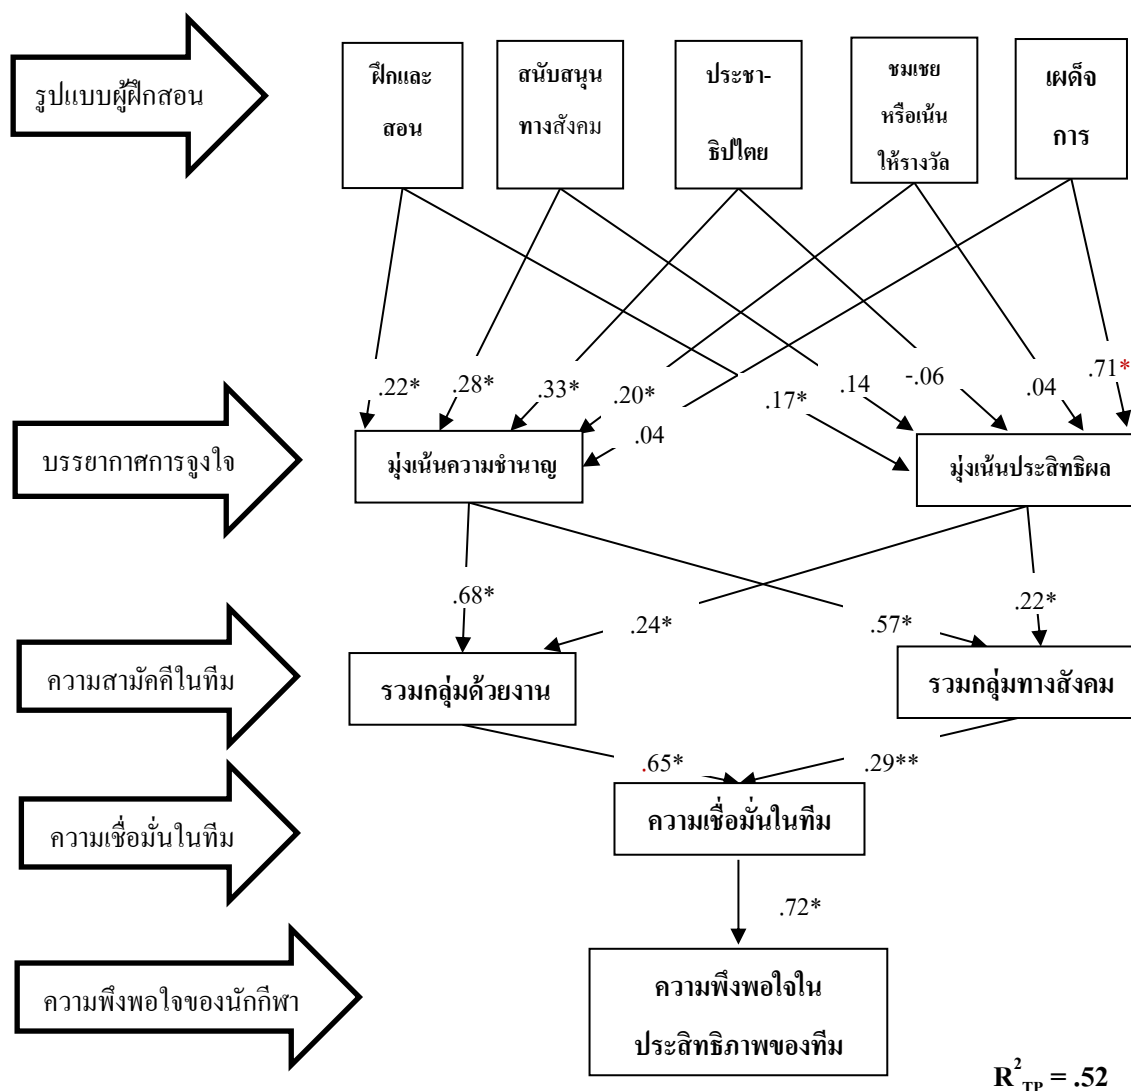 รูปแบบผู้ฝึกสอน
ฝึกและ
สอน
สนับสนุน
ทางสังคม
ประชา-
ธิปไตย
ชมเชย
หรือเน้น
ให้รางวัล
เผด็จ
การ
.22*
.28*
.33*
.20*
.04
.17*
.14
-.06
.04
.71*
บรรยากาศการจูงใจ
มุ่งเน้นความชำนาญ
มุ่งเน้นประสิทธิผล
.68*
.24*
.57*
.22*
ความสามัคคีในทีม
รวมกลุ่มด้วยงาน
รวมกลุ่มทางสังคม
.65*
.29**
ความเชื่อมั่นในทีม
ความเชื่อมั่นในทีม
.72*
ความพึงพอใจของนักกีฬา
ความพึงพอใจใน
ประสิทธิภาพของทีม
R²TP = .52